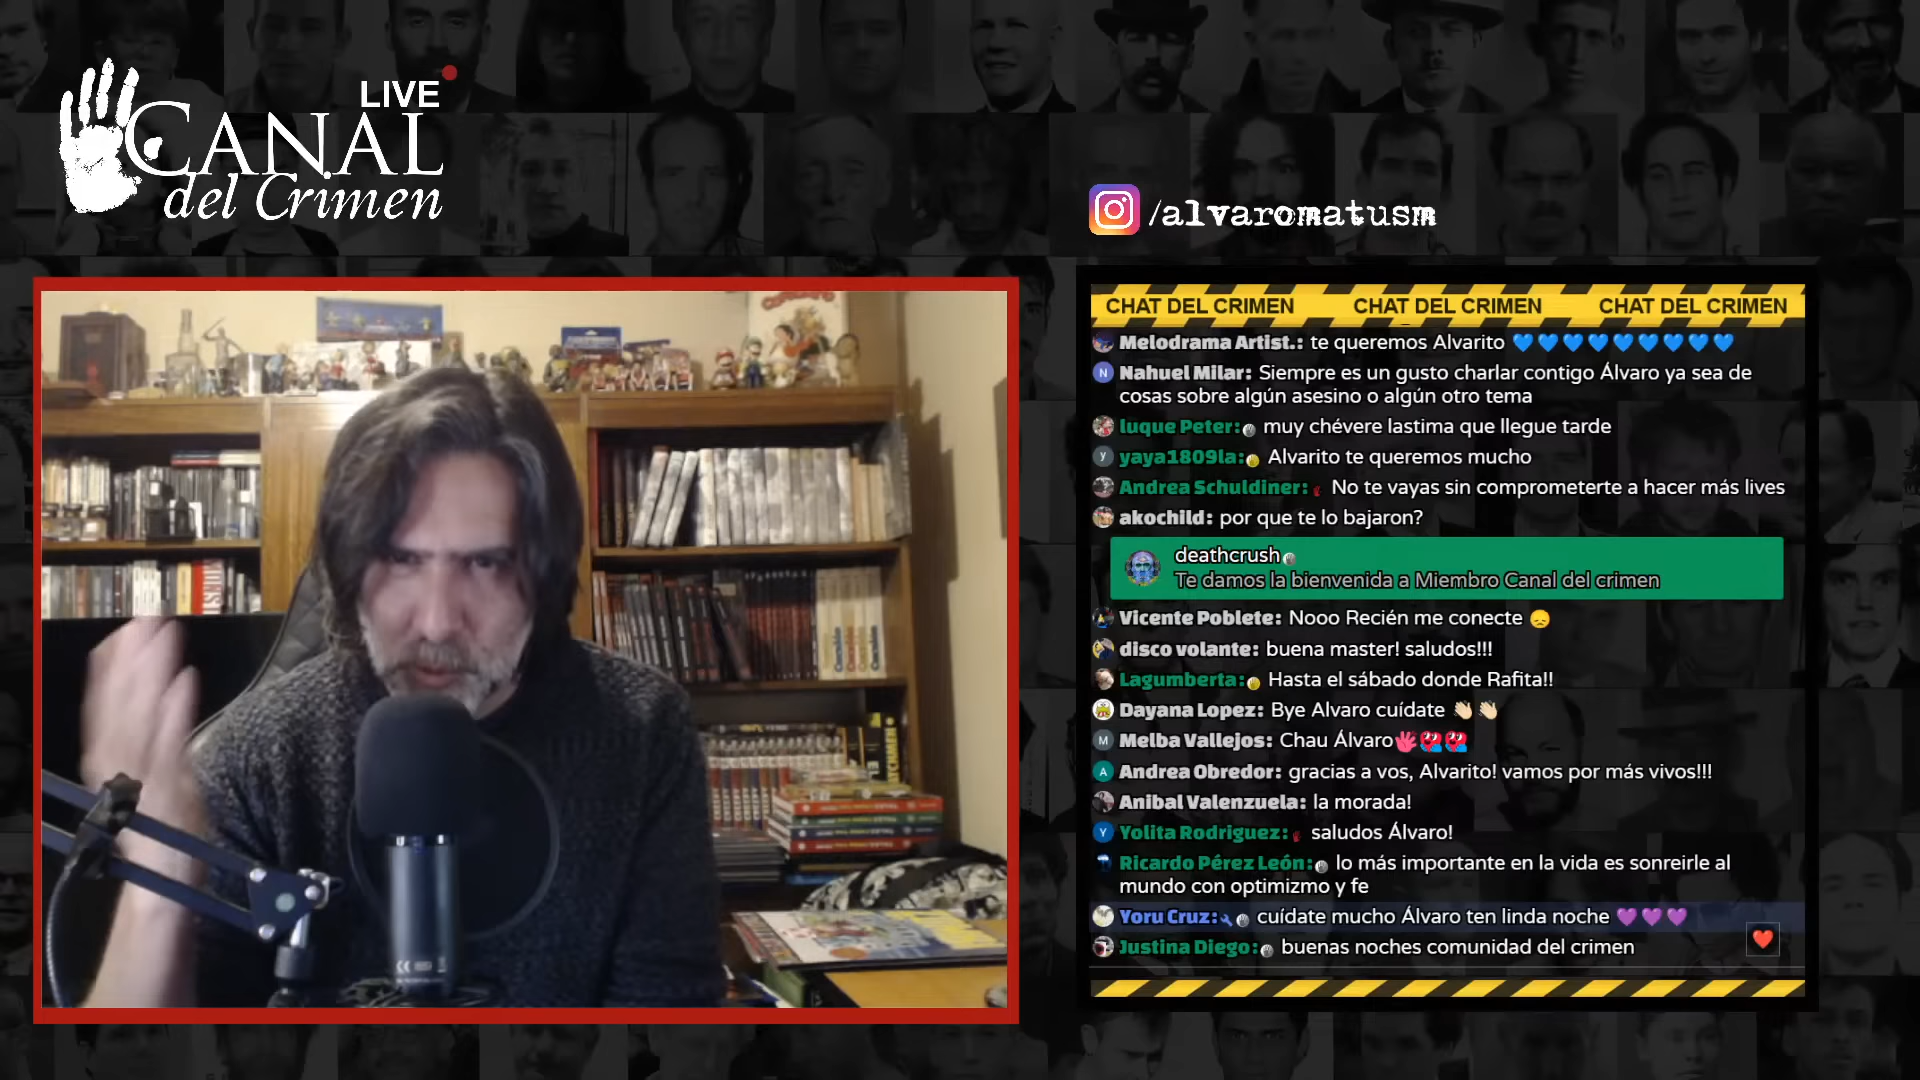 LIVE
CANAL
del Crimen
/alvaromatusm
CHAT DEL CRIMEN CHAT DEL CRIMEN CHAT DEL CRIMEN
Melodrama Artist.: te queremos Alvarito 💙💙💙💙💙💙💙💙💙
N Nahuel Milar: Siempre es un gusto charlar contigo Álvaro ya sea de
cosas sobre algún asesino o algún otro tema
luque Peter: muy chévere lastima que llegue tarde
y yaya1809la: Alvarito te queremos mucho
Andrea Schuldiner: No te vayas sin comprometerte a hacer más lives
akochild: por que te lo bajaron?
deathcrush
Te damos la bienvenida a Miembro Canal del crimen
Vicente Poblete: Nooo Recién me conecte 😞
disco volante: buena master! saludos!!!
Lagumberta: Hasta el sábado donde Rafita!!
Dayana Lopez: Bye Alvaro cuídate 👋🏻👋🏻
M Melba Vallejos: Chau Álvaro
A Andrea Obredor: gracias a vos, Alvarito! vamos por más vivos!!!
Anibal Valenzuela: la morada!
Y Yolita Rodriguez: saludos Álvaro!
Ricardo Pérez León: lo más importante en la vida es sonreirle al
mundo con optimizmo y fe
Yoru Cruz: cuídate mucho Álvaro ten linda noche 💜💜💜
Justina Diego: buenas noches comunidad del crimen